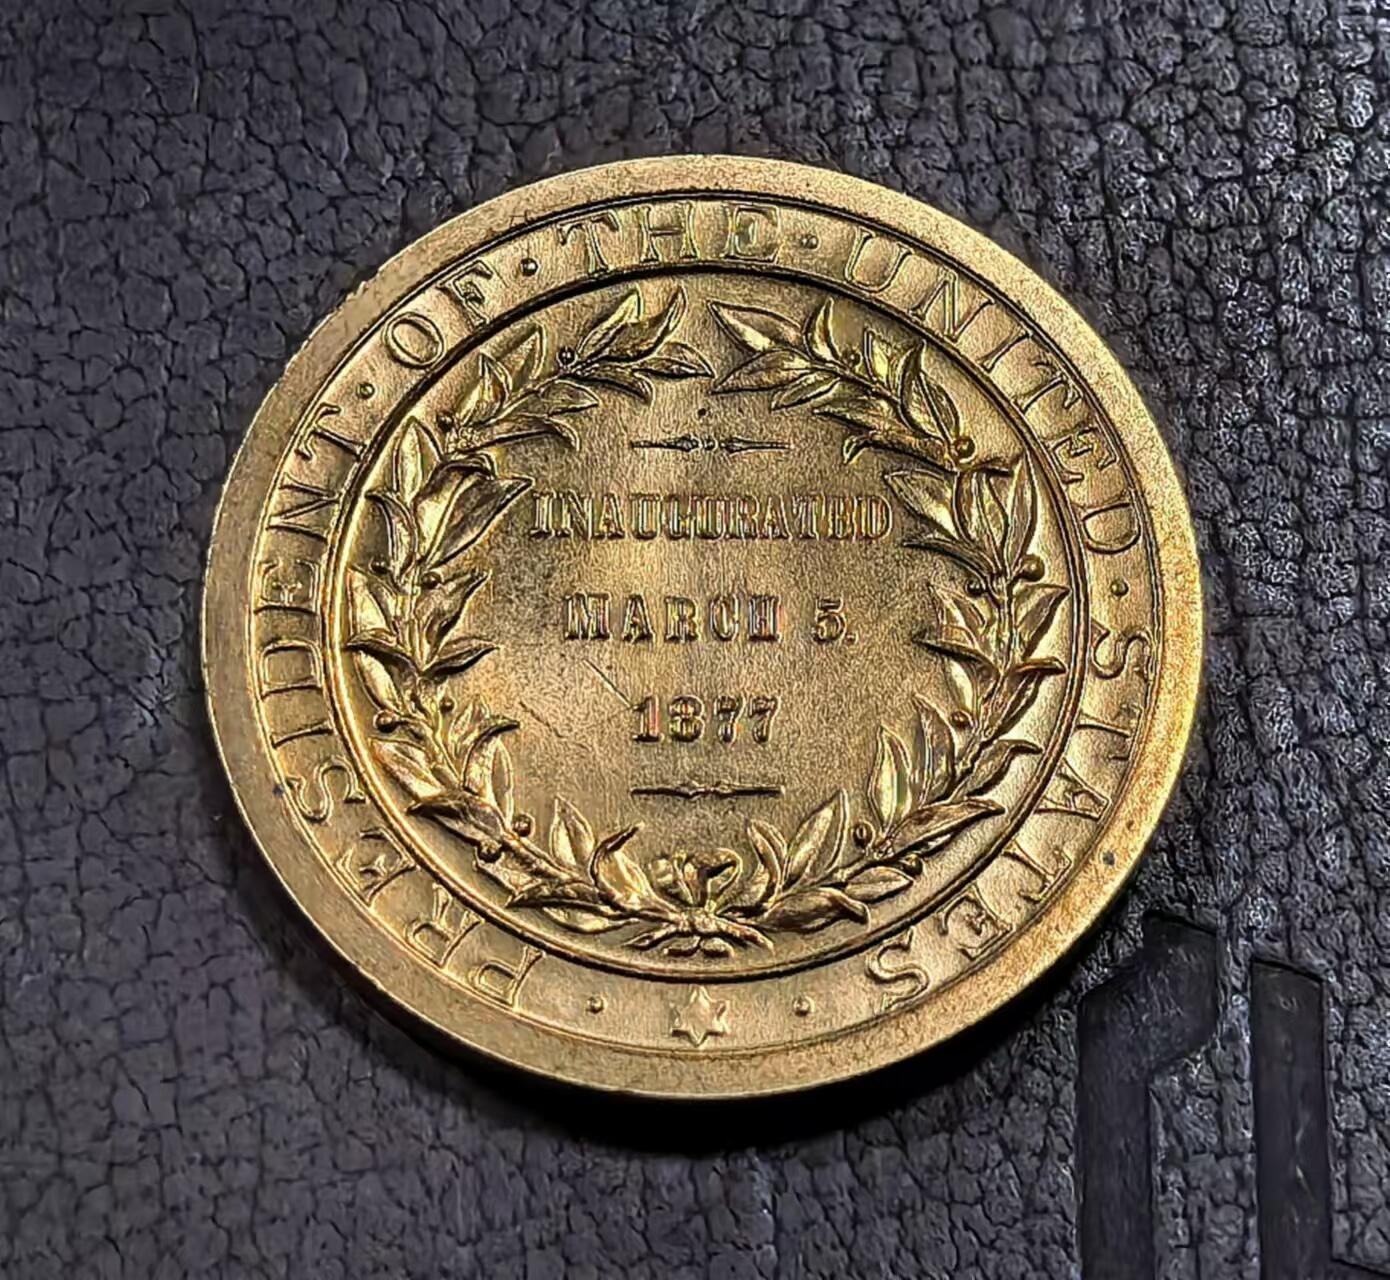 PRESIDENT · OF · THE · UNITED · STATES
INAUGURATED
MARCH 5.
1877